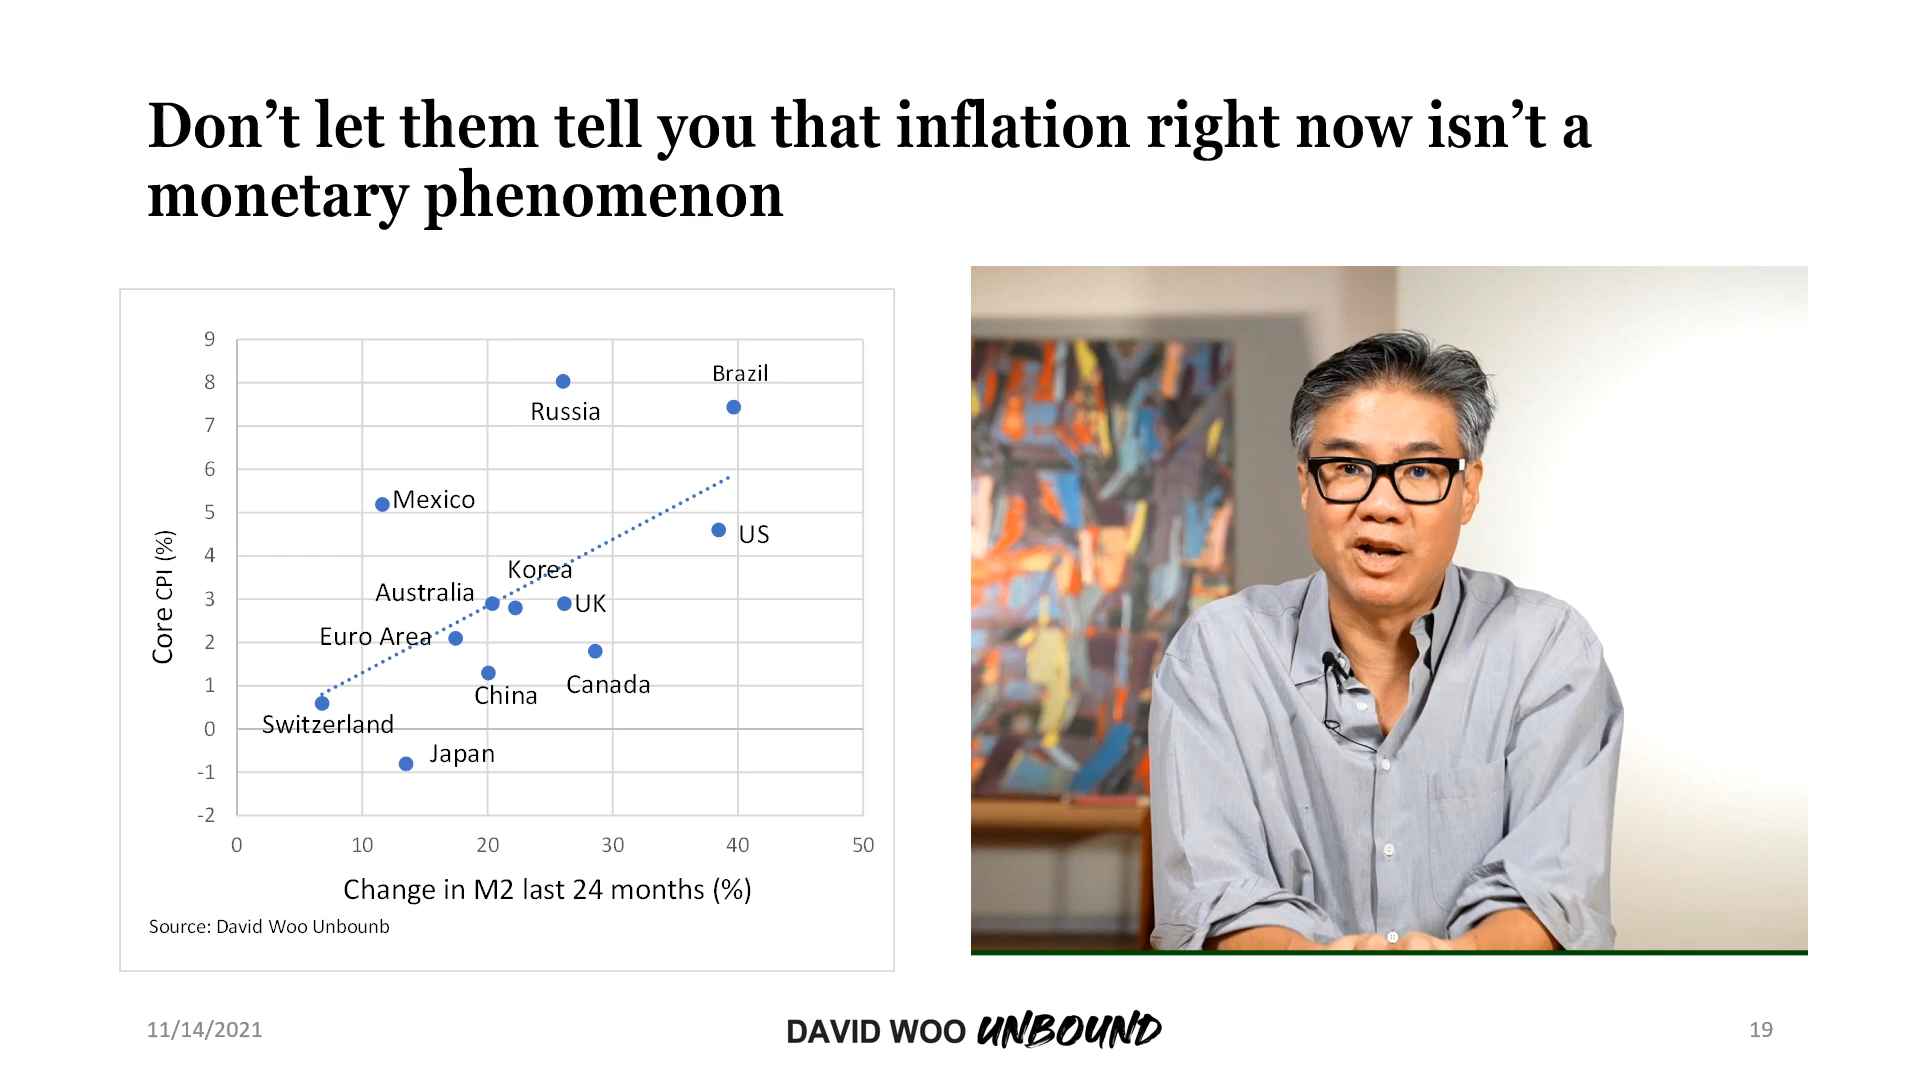 Don’t let them tell you that inflation right now isn’t a
monetary phenomenon
9
8
7
6
5
4
3
2
1
0
-1
-2
Core CPI (%)
Brazil
Russia
Mexico
US
Korea
Australia
UK
Euro Area
Canada
China
Switzerland
Japan
0 10 20 30 40 50
Change in M2 last 24 months (%)
Source: David Woo Unbounb
11/14/2021
DAVID WOO UNBOUND
19